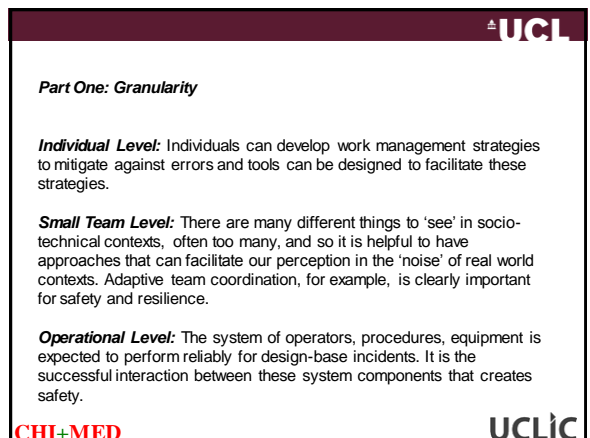 UCL
Part One: Granularity
Individual Level: Individuals can develop work management strategies
to mitigate against errors and tools can be designed to facilitate these
strategies.
Small Team Level: There are many different things to ‘see’ in socio-
technical contexts, often too many, and so it is helpful to have
approaches that can facilitate our perception in the ‘noise’ of real world
contexts. Adaptive team coordination, for example, is clearly important
for safety and resilience.
Operational Level: The system of operators, procedures, equipment is
expected to perform reliably for design-base incidents. It is the
successful interaction between these system components that creates
safety.
CHI+MED
UCLIC